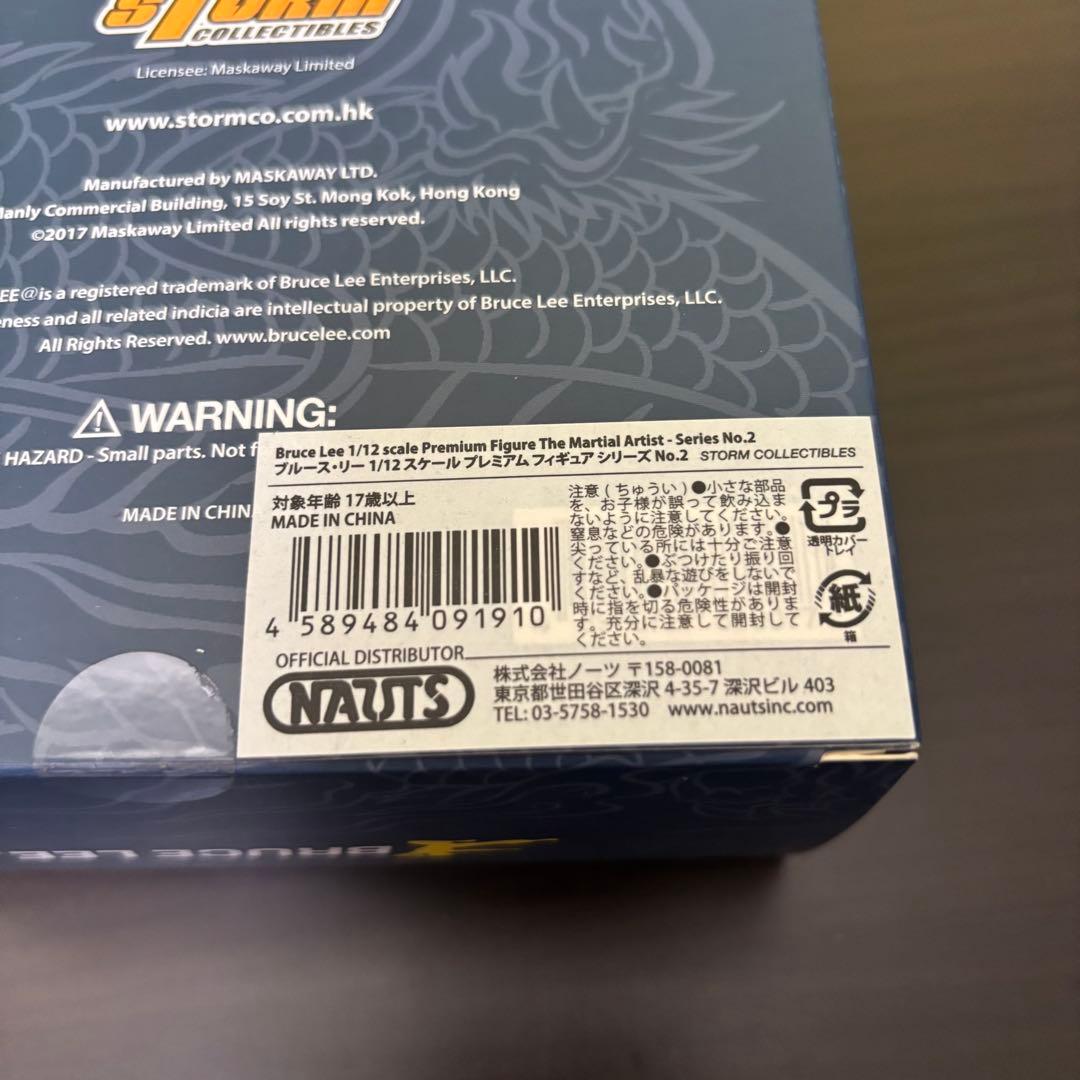 STORM
COLLECTIBLES
Licensee: Maskaway Limited
www.stormco.com.hk
Manufactured by MASKAWAY LTD.
Commercial Building, 15 Soy St. Mong Kok, Hong Kong
©2017 Maskaway Limited All rights reserved.
EE@is a registered trademark of Bruce Lee Enterprises, LLC.
and all related indicia are intellectual property of Bruce Lee Enterprises, LLC.
All Rights Reserved. www.brucelee.com
WARNING:
HAZARD - Small parts. Not
MADE IN CHIN
Bruce Lee 1/12 scale Premium Figure The Martial Artist - Series No.2
ブルース・リー 1/12 スケール プレミアム フィギュア シリーズ No.2 STORM COLLECTIBLES
対象年齢 17歳以上
MADE IN CHINA
4 589484 091910
注意(ちゅうい)●小さな部品
を、お子様が誤って飲み込ま
ないように注意してください。
窒息などの危険があります。●
尖っている所には十分ご注意
ください。●ぶつけたり振り回
すなど、乱暴な遊びをしないで
ください。●パッケージは開封
時に指を切る危険性がありま
す。充分に注意して開封して
ください。
プラ
透明カバー
トレイ
紙
箱
OFFICIAL DISTRIBUTOR
NAUTS
株式会社ノーツ 〒158-0081
東京都世田谷区深沢 4-35-7 深沢ビル 403
TEL: 03-5758-1530 www.nautsinc.com
BRUCE LEE